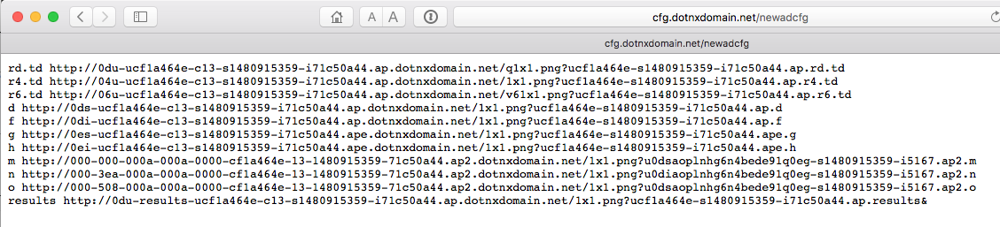 A A
cfg.dotnxdomain.net/newadcfg
cfg.dotnxdomain.net/newadcfg
rd.td http://0du-ucf1a464e-c13-s1480915359-i71c50a44.ap.dotnxdomain.net/q1x1.png?ucf1a464e-s1480915359-i71c50a44.ap.rd.td
r4.td http://04u-ucf1a464e-c13-s1480915359-i71c50a44.ap.dotnxdomain.net/1x1.png?ucf1a464e-s1480915359-i71c50a44.ap.r4.td
r6.td http://06u-ucf1a464e-c13-s1480915359-i71c50a44.ap.dotnxdomain.net/v61x1.png?ucf1a464e-s1480915359-i71c50a44.ap.r6.td
d http://0ds-ucf1a464e-c13-s1480915359-i71c50a44.ap.dotnxdomain.net/1x1.png?ucf1a464e-s1480915359-i71c50a44.ap.d
f http://0di-ucf1a464e-c13-s1480915359-i71c50a44.ap.dotnxdomain.net/1x1.png?ucf1a464e-s1480915359-i71c50a44.ap.f
g http://0es-ucf1a464e-c13-s1480915359-i71c50a44.ape.dotnxdomain.net/1x1.png?ucf1a464e-s1480915359-i71c50a44.ape.g
h http://0ei-ucf1a464e-c13-s1480915359-i71c50a44.ape.dotnxdomain.net/1x1.png?ucf1a464e-s1480915359-i71c50a44.ape.h
m http://000-000-000a-000a-0000-cf1a464e-13-1480915359-71c50a44.ap2.dotnxdomain.net/1x1.png?u0dsaoplnhg6n4bede91q0eg-s1480915359-i5167.ap2.m
n http://000-3ea-000a-000a-0000-cf1a464e-13-1480915359-71c50a44.ap2.dotnxdomain.net/1x1.png?u0diaoplnhg6n4bede91q0eg-s1480915359-i5167.ap2.n
o http://000-508-000a-000a-0000-cf1a464e-13-1480915359-71c50a44.ap2.dotnxdomain.net/1x1.png?u0dsaoplnhg6n4bede91q0eg-s1480915359-i5167.ap2.o
results http://0du-results-ucf1a464e-c13-s1480915359-i71c50a44.ap.dotnxdomain.net/1x1.png?ucf1a464e-s1480915359-i71c50a44.ap.results&